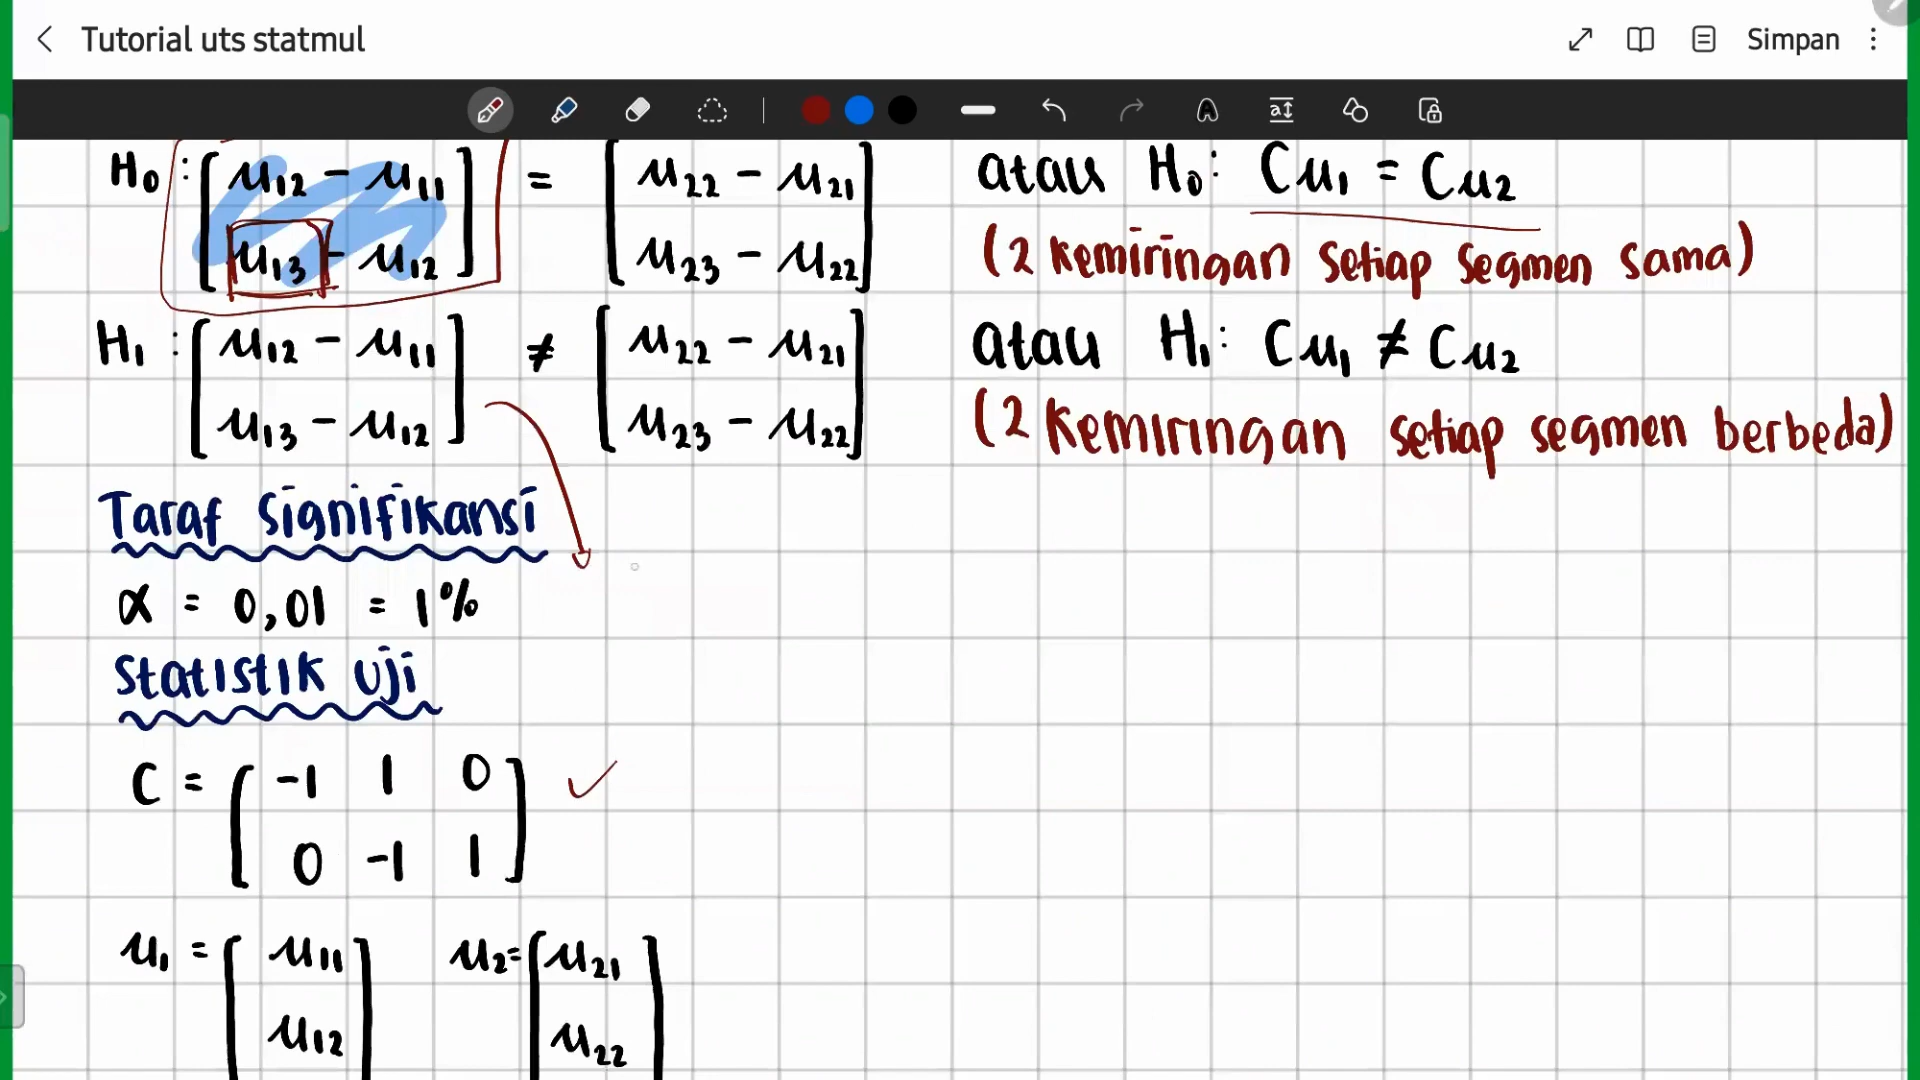 Tutorial uts statmul
Simpan
H₀ : [μ₁₂ − μ₁₁] = [μ₂₂ − μ₂₁] atau H₀: Cμ₁ = Cμ₂
[μ₁₃ − μ₁₂] [μ₂₃ − μ₂₂] (2 Kemiringan setiap segmen sama)
H₁ : [μ₁₂ − μ₁₁] ≠ [μ₂₂ − μ₂₁] atau H₁: Cμ₁ ≠ Cμ₂
[μ₁₃ − μ₁₂] [μ₂₃ − μ₂₂] (2 Kemiringan setiap segmen berbeda)
Taraf Signifikansi
α = 0,01 = 1%
Statistik Uji
C = [-1 1 0]
[0 -1 1] ✓
μ₁ = [μ₁₁ μ₂ = [μ₂₁
μ₁₂] μ₂₂]